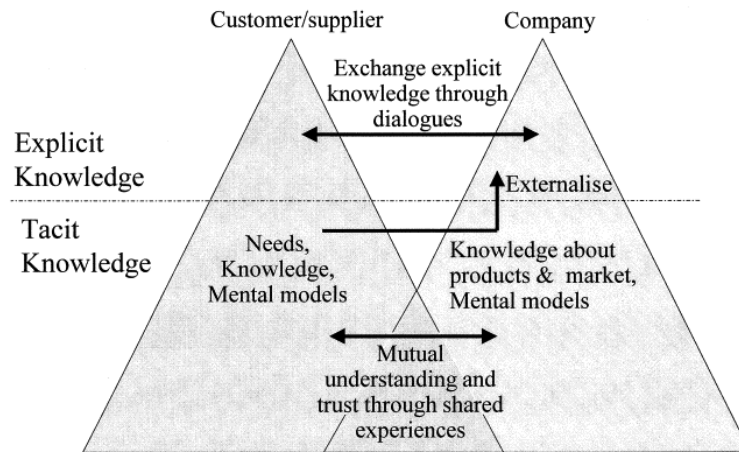 Customer/supplier
Company
Exchange explicit
knowledge through
dialogues
Explicit
Knowledge
Externalise
Tacit
Knowledge
Needs,
Knowledge,
Mental models
Knowledge about
products & market,
Mental models
Mutual
understanding and
trust through shared
experiences